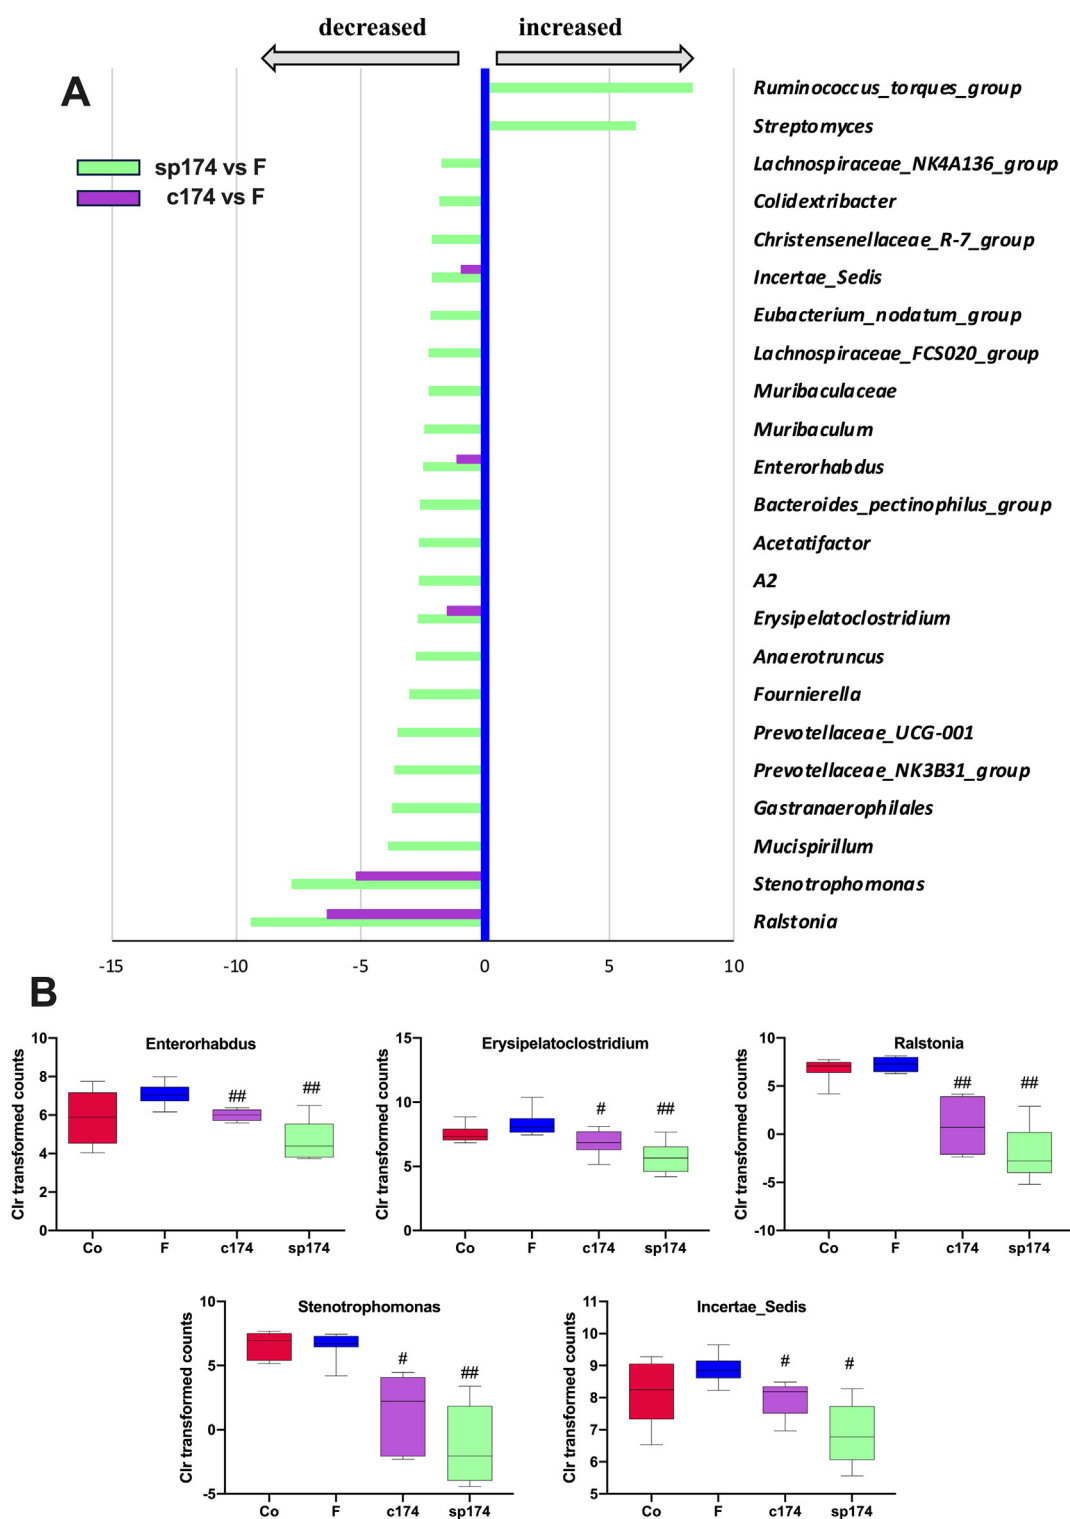 decreased increased
A
Ruminococcus_torques_group
Streptomyces
sp174 vs F
c174 vs F
Lachnospiraceae_NK4A136_group
Colidextribacter
Christensenellaceae_R-7_group
Incertae_Sedis
Eubacterium_nodatum_group
Lachnospiraceae_FCS020_group
Muribaculaceae
Muribaculum
Enterorhabdus
Bacteroides_pectinophilus_group
Acetatifactor
A2
Erysipelatoclostridium
Anaerotruncus
Fournierella
Prevotellaceae_UCG-001
Prevotellaceae_NK3B31_group
Gastranaerophilales
Mucispirillum
Stenotrophomonas
Ralstonia
-15 -10 -5 0 5 10
B
Enterorhabdus
Clr transformed counts
10
8
6
4
2
0
## ##
Co F c174 sp174
Erysipelatoclostridium
Clr transformed counts
15
10
5
0
# ##
Co F c174 sp174
Ralstonia
Clr transformed counts
10
5
0
-5
-10
## ##
Co F c174 sp174
Stenotrophomonas
Clr transformed counts
10
5
0
-5
# ##
Co F c174 sp174
Incertae_Sedis
Clr transformed counts
11
10
9
8
7
6
5
# #
Co F c174 sp174